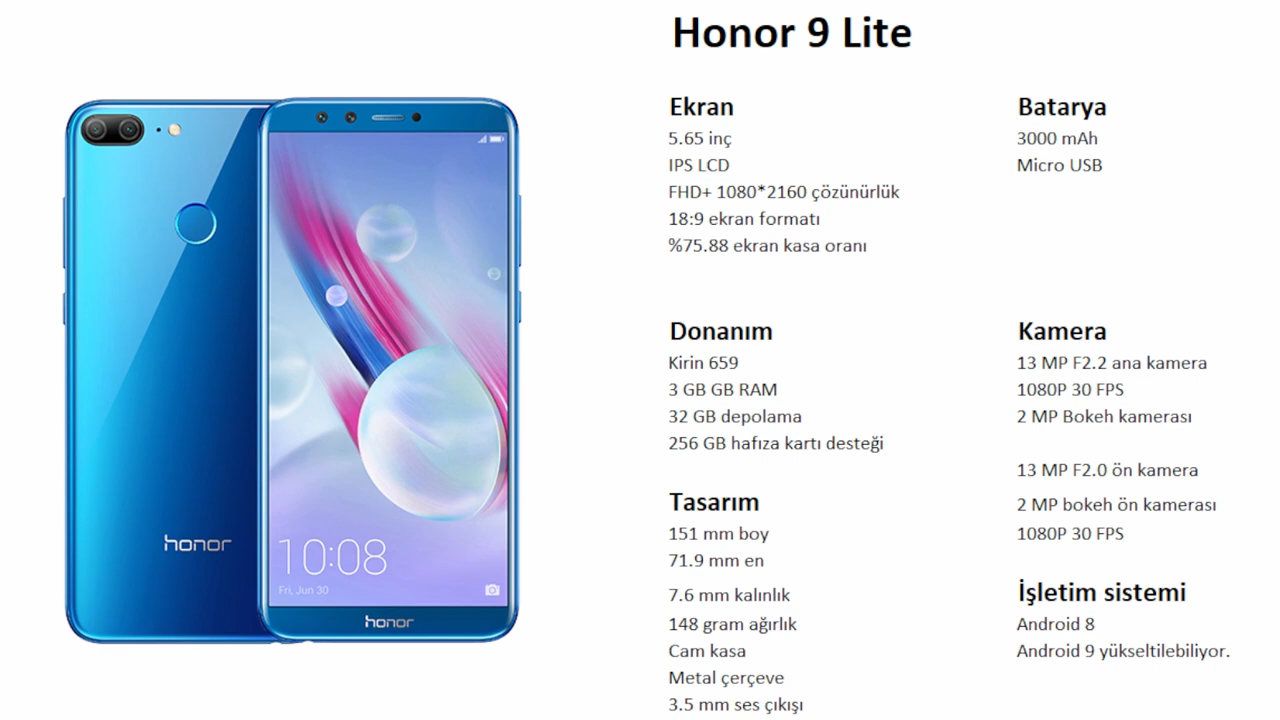 Honor 9 Lite
Ekran
5.65 inç
IPS LCD
FHD+ 1080*2160 çözünürlük
18:9 ekran formatı
%75.88 ekran kasa oranı
Batarya
3000 mAh
Micro USB
Donanım
Kirin 659
3 GB GB RAM
32 GB depolama
256 GB hafıza kartı desteği
Kamera
13 MP F2.2 ana kamera
1080P 30 FPS
2 MP Bokeh kamerası
13 MP F2.0 ön kamera
2 MP bokeh ön kamerası
1080P 30 FPS
Tasarım
151 mm boy
71.9 mm en
7.6 mm kalınlık
148 gram ağırlık
Cam kasa
Metal çerçeve
3.5 mm ses çıkışı
İşletim sistemi
Android 8
Android 9 yükseltilebiliyor.
honor
10:08
Fri, Jun 30
honor